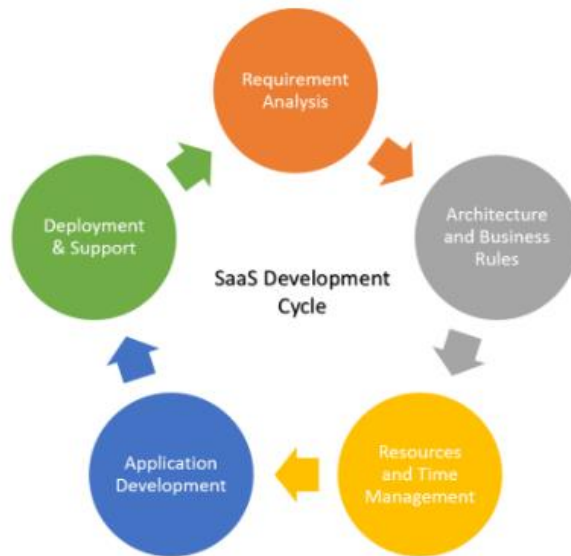 Requirement
Analysis
Architecture
and Business
Rules
Resources
and Time
Management
Application
Development
Deployment
& Support
SaaS Development
Cycle